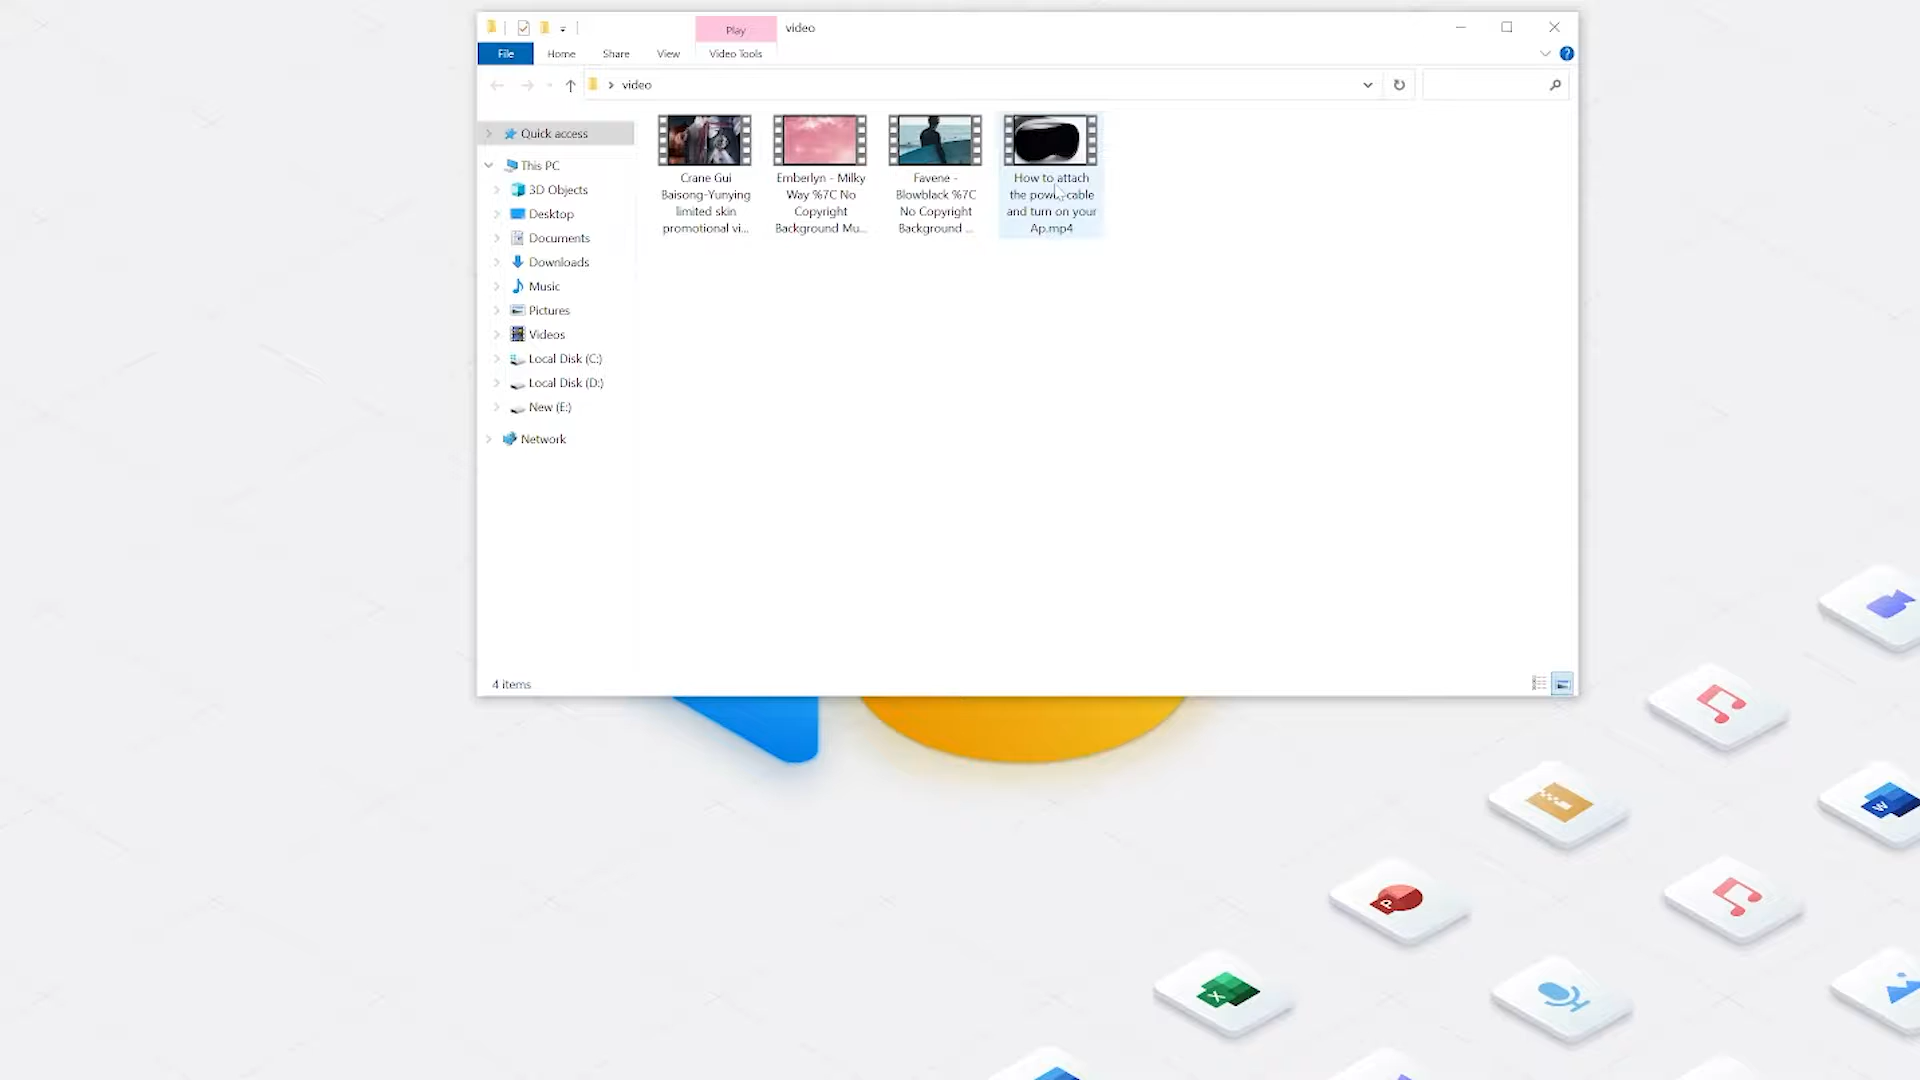 Play
video
File
Home
Share
View
Video Tools
?
video
Quick access
This PC
3D Objects
Desktop
Documents
Downloads
Music
Pictures
Videos
Local Disk (C:)
Local Disk (D:)
New (E:)
Network
Crane Gui
Baisong-Yunying
limited skin
promotional vi...
Emberlyn - Milky
Way %7C No
Copyright
Background Mu...
Favene -
Blowblack %7C
No Copyright
Background ...
How to attach
the power cable
and turn on your
Ap.mp4
4 items
W
P
X